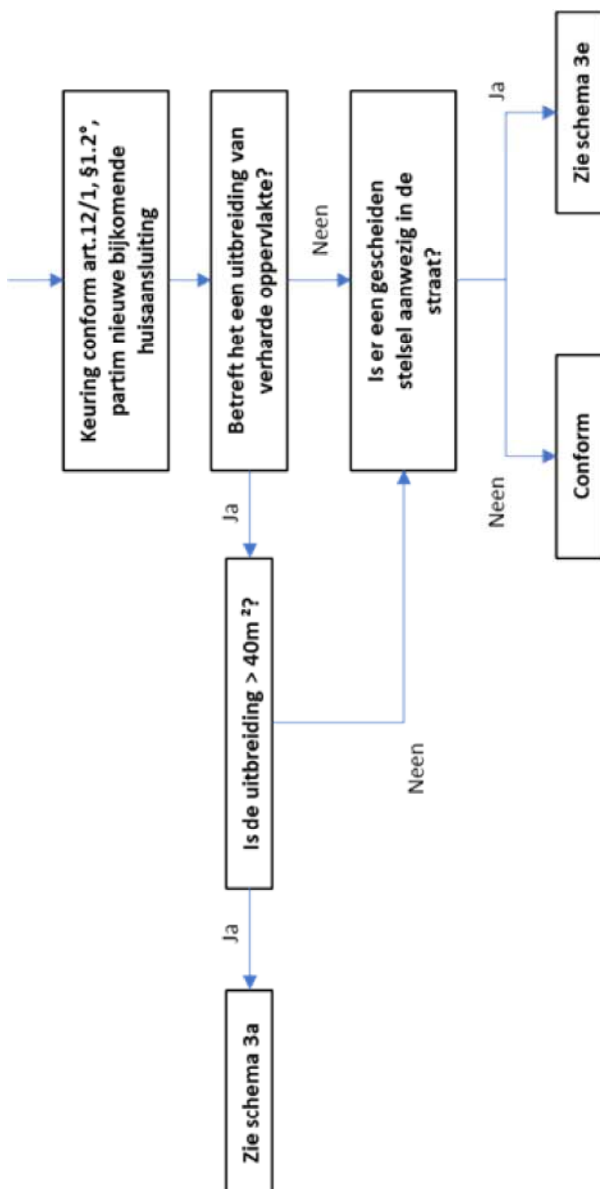 Keuring conform art.12/1, §1.2°,
partim nieuwe bijkomende
huisaansluiting
Betreft het een uitbreiding van
verharde oppervlakte?
Ja
Neen
Is de uitbreiding > 40m ²?
Ja
Neen
Zie schema 3a
Is er een gescheiden
stelsel aanwezig in de
straat?
Neen
Ja
Conform
Zie schema 3e